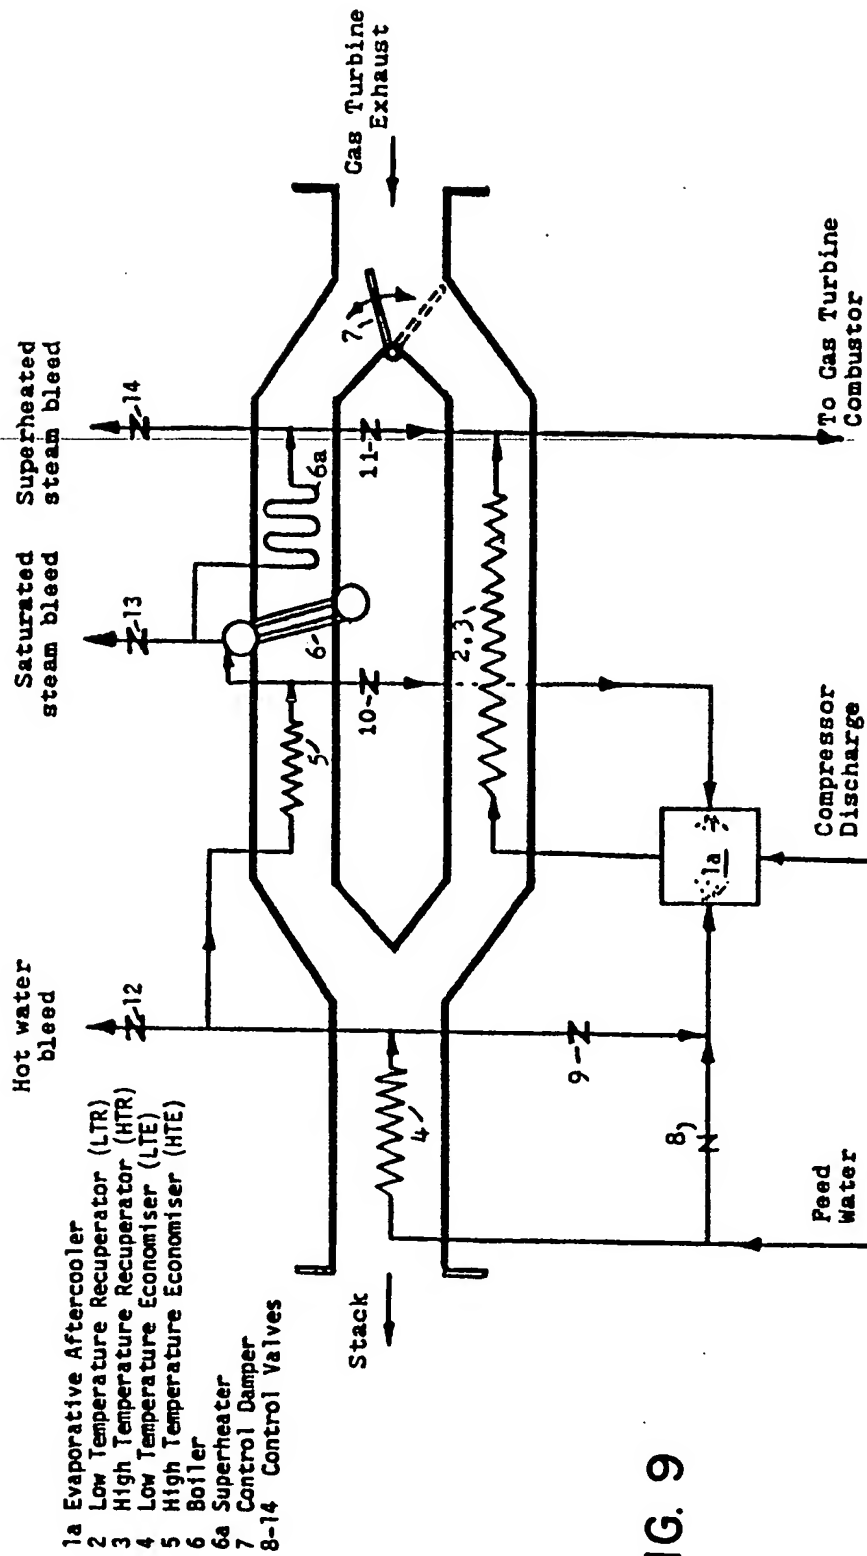 Gas Turbine
Exhaust
Superheated
steam bleed
Saturated
steam bleed
Hot water
bleed
14
13
12
7
6a
11
6
5
10
2,3
4
9
8
1a
Stack
To Gas Turbine
Combustor
Compressor
Discharge
Feed
Water
1a Evaporative Aftercooler
2 Low Temperature Recuperator (LTR)
3 High Temperature Recuperator (HTR)
4 Low Temperature Economiser (LTE)
5 High Temperature Economiser (HTE)
6 Boiler
6a Superheater
7 Control Damper
8-14 Control Valves
IG. 9